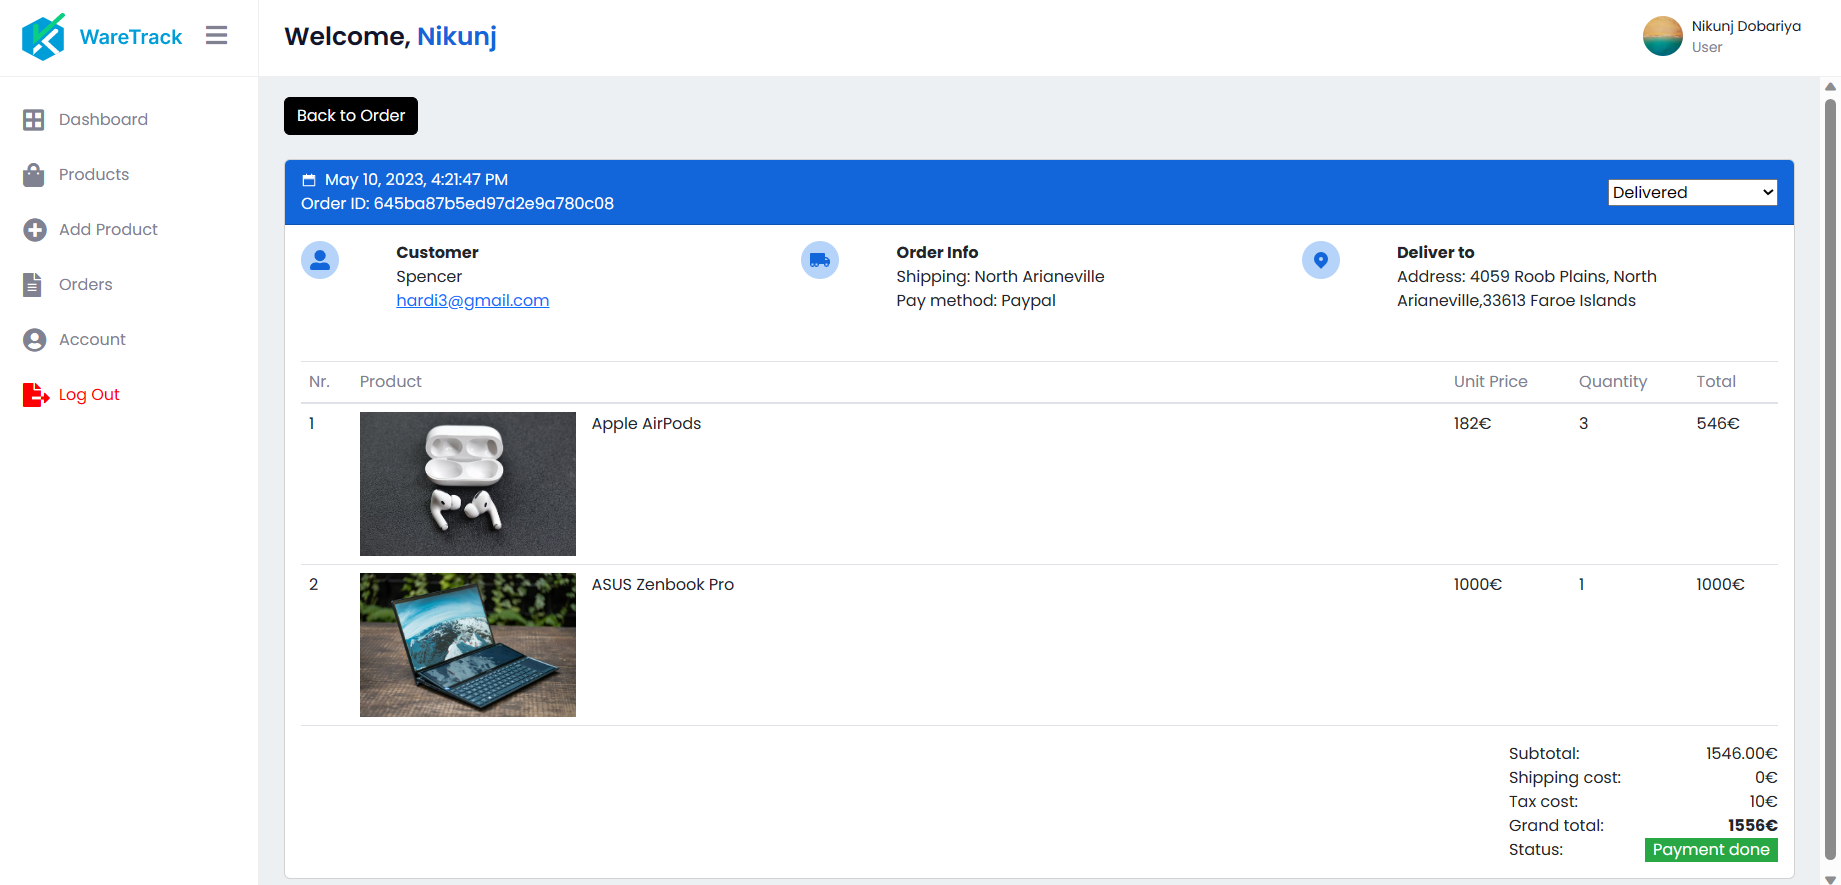 WareTrack
Welcome, Nikunj
Nikunj Dobariya
User
Dashboard
Products
Add Product
Orders
Account
Log Out
Back to Order
May 10, 2023, 4:21:47 PM
Order ID: 645ba87b5ed97d2e9a780c08
Delivered
Customer
Spencer
hardi3@gmail.com
Order Info
Shipping: North Arianeville
Pay method: Paypal
Deliver to
Address: 4059 Roob Plains, North
Arianeville,33613 Faroe Islands
Nr. Product Unit Price Quantity Total
1 Apple AirPods 182€ 3 546€
2 ASUS Zenbook Pro 1000€ 1 1000€
Subtotal: 1546.00€
Shipping cost: 0€
Tax cost: 10€
Grand total: 1556€
Status: Payment done